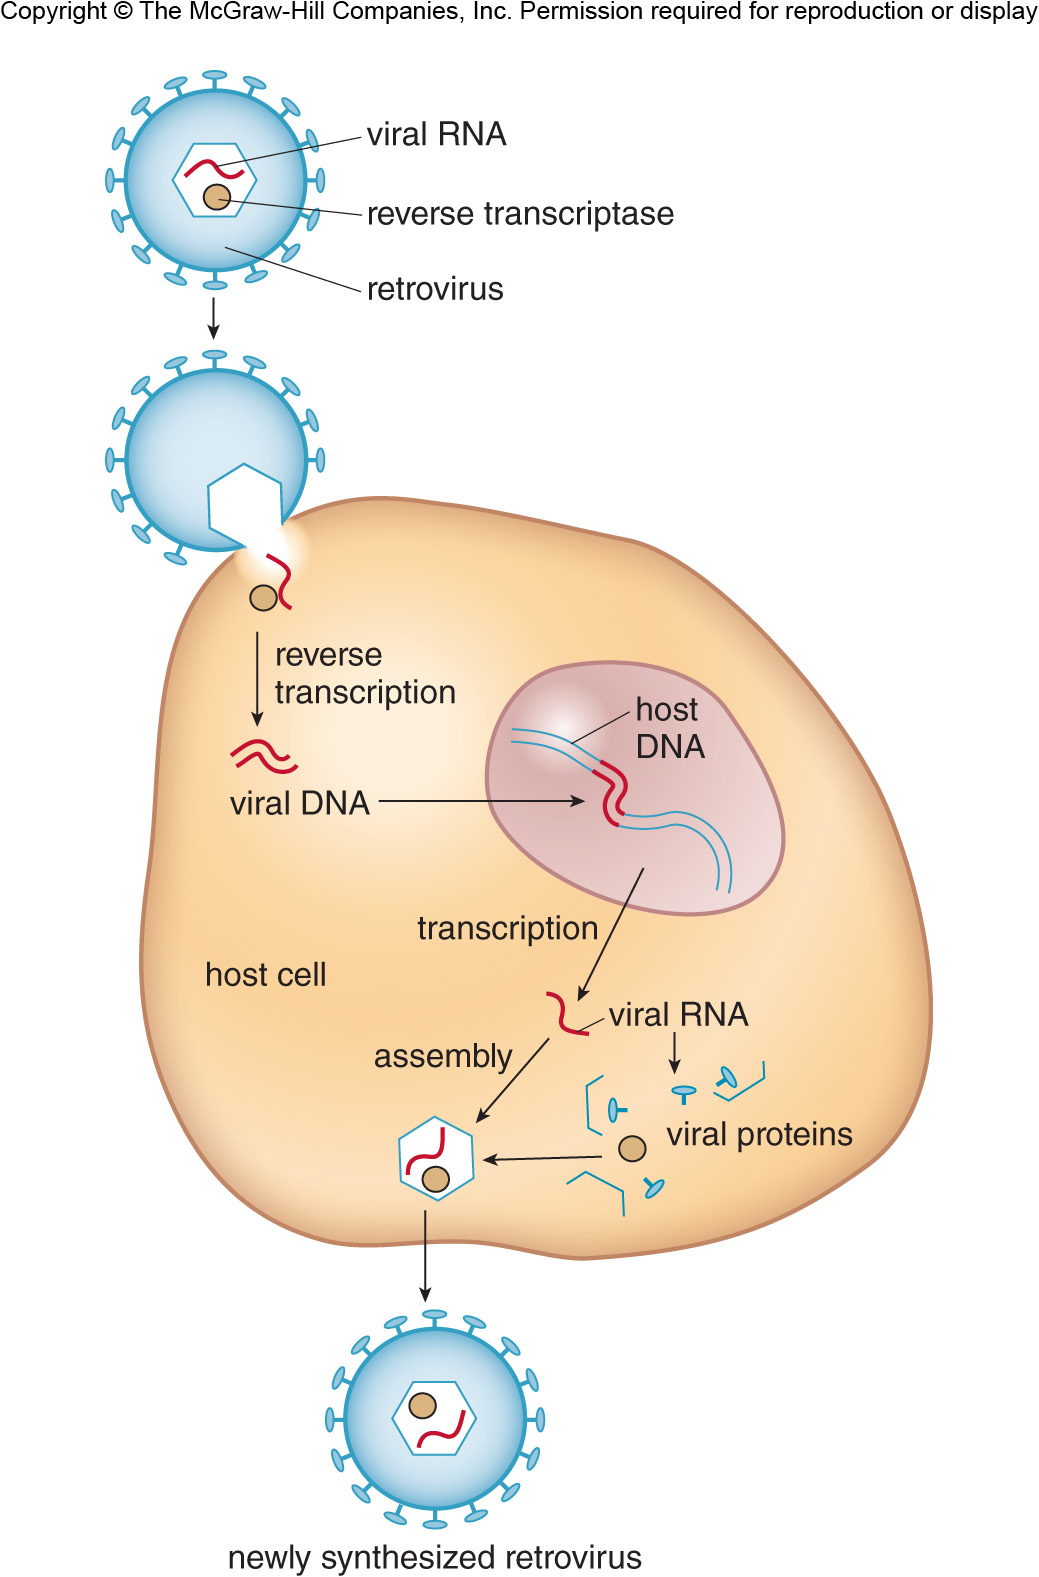 Copyright © The McGraw-Hill Companies, Inc. Permission required for reproduction or display
viral RNA
reverse transcriptase
retrovirus
reverse
transcription
host
DNA
viral DNA
transcription
host cell
viral RNA
assembly
viral proteins
newly synthesized retrovirus